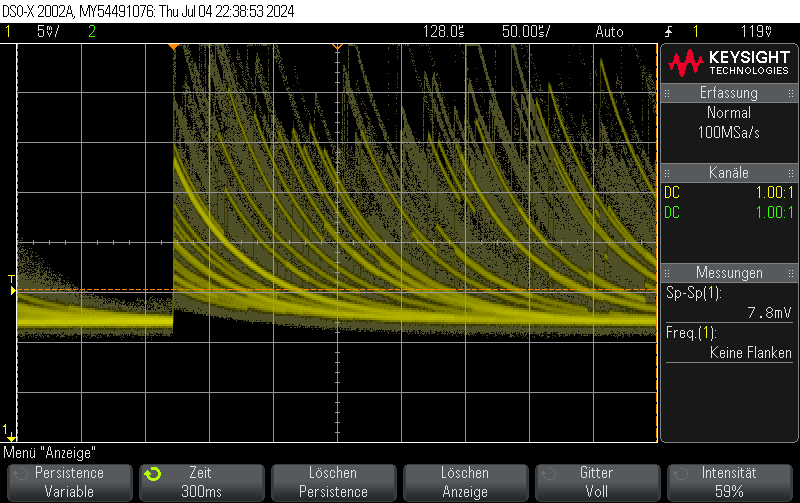 DSO-X 2002A, MY54491076: Thu Jul 04 22:38:53 2024
1 5mV/ 2 128.0s 50.00s/ Auto 1 119mV
KEYSIGHT
TECHNOLOGIES
Erfassung
Normal
100MSa/s
Kanäle
DC 1.00:1
DC 1.00:1
Messungen
Sp-Sp(1):
7.8mV
Freq.(1):
Keine Flanken
T
1
Menü "Anzeige"
Persistence
Variable
Zeit
300ms
Löschen
Persistence
Löschen
Anzeige
Gitter
Voll
Intensität
59%